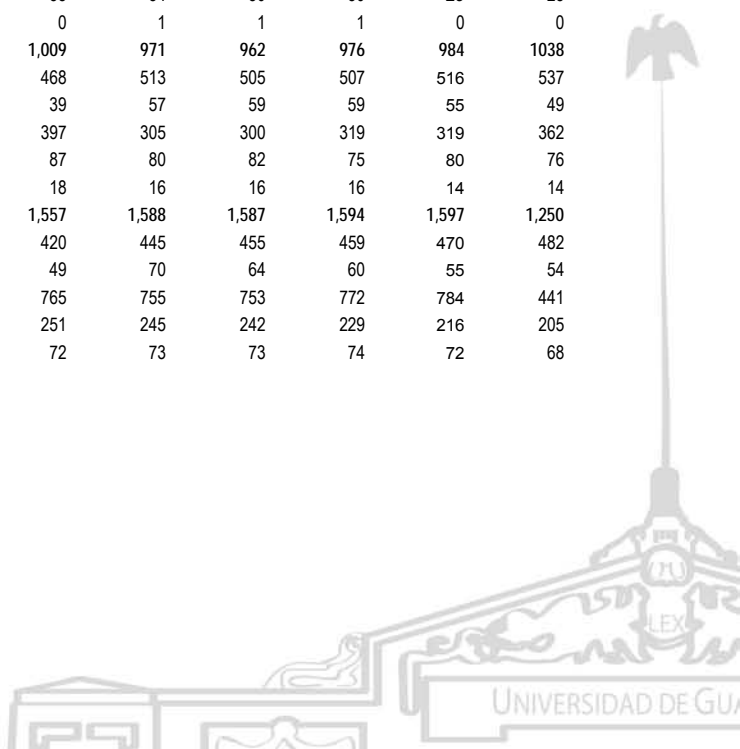 0 1 1 1 0 0
1,009 971 962 976 984 1038
468 513 505 507 516 537
39 57 59 59 55 49
397 305 300 319 319 362
87 80 82 75 80 76
18 16 16 16 14 14
1,557 1,588 1,587 1,594 1,597 1,250
420 445 455 459 470 482
49 70 64 60 55 54
765 755 753 772 784 441
251 245 242 229 216 205
72 73 73 74 72 68
LEX
UNIVERSIDAD DE GUA